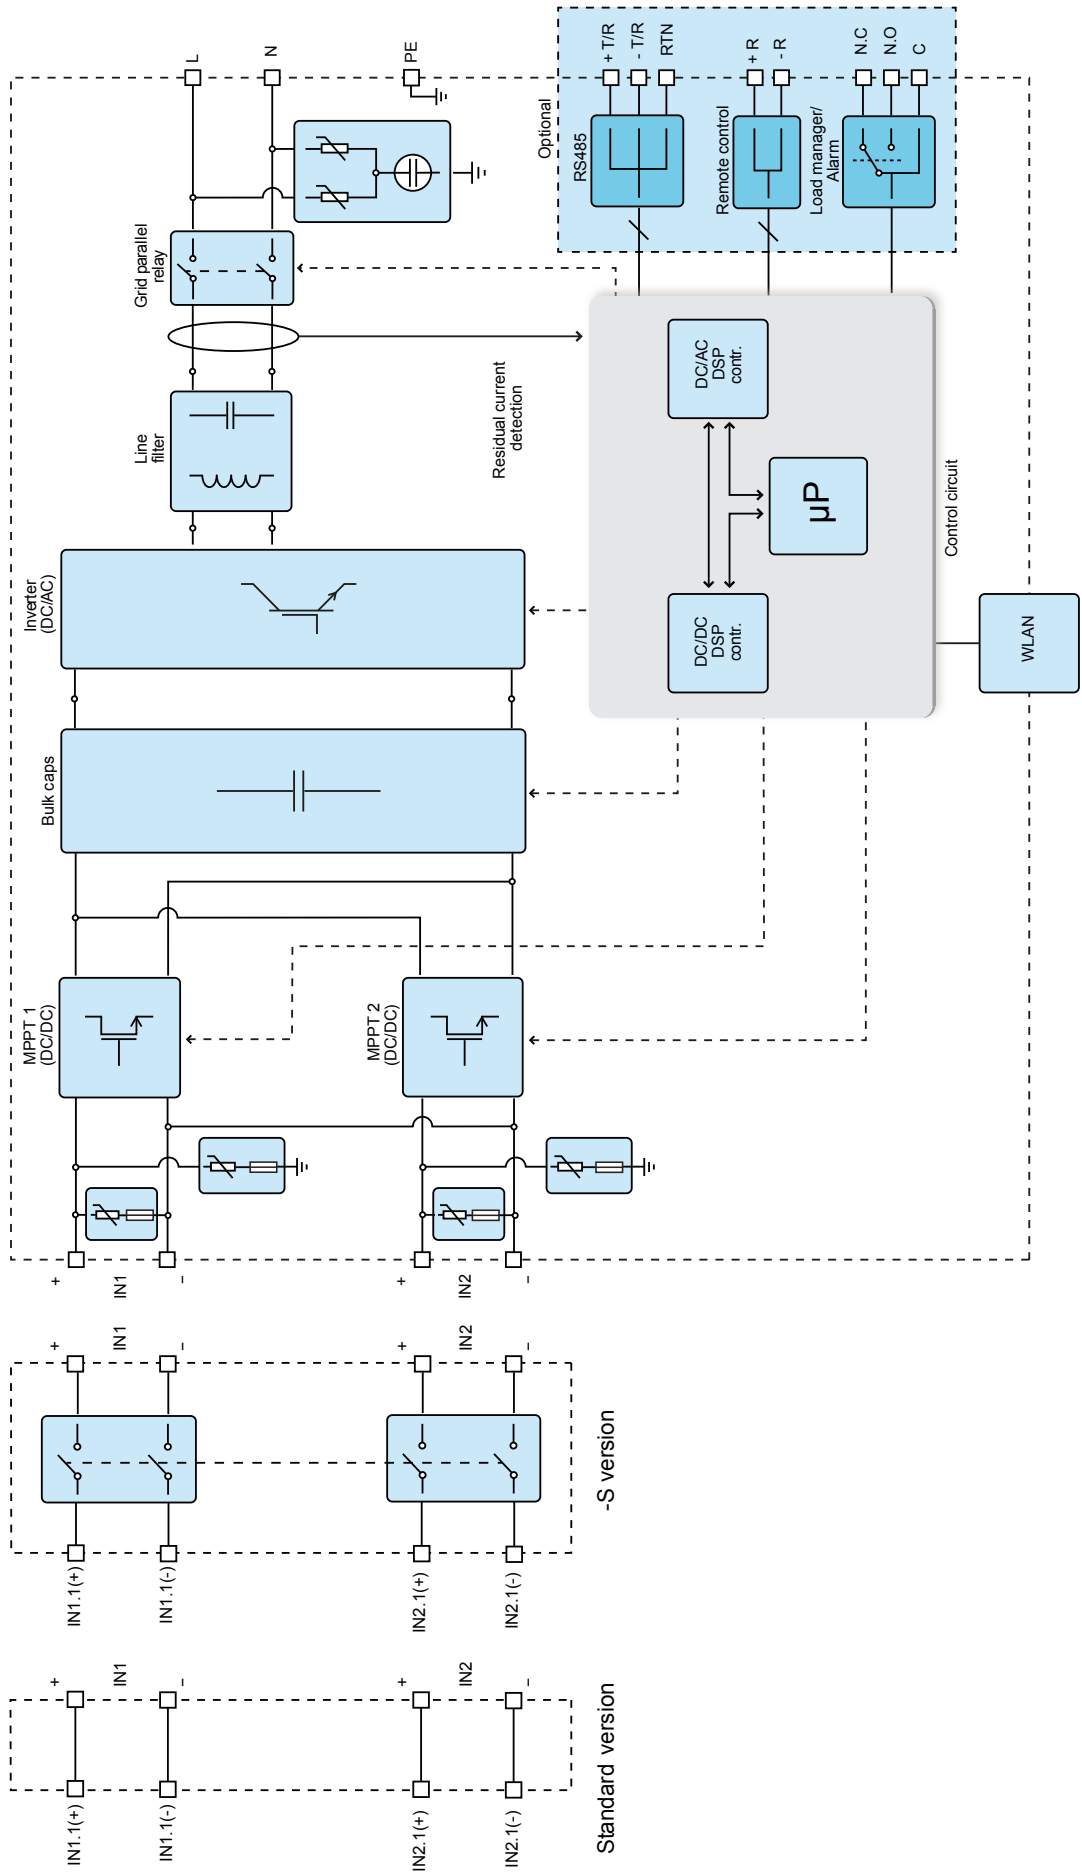 Standard version
IN1.1(+)
IN1.1(-)
IN2.1(+)
IN2.1(-)
+
IN1
–
+
IN2
–
-S version
IN1.1(+)
IN1.1(-)
IN2.1(+)
IN2.1(-)
+
IN1
–
+
IN2
–
+
IN1
–
+
IN2
–
MPPT 1
(DC/DC)
MPPT 2
(DC/DC)
Bulk caps
Inverter
(DC/AC)
Line
filter
Grid parallel
relay
L
N
PE
Residual current
detection
DC/DC
DSP
contr.
DC/AC
DSP
contr.
µP
Control circuit
WLAN
Optional
RS485
+ T/R
- T/R
RTN
Remote control
+ R
- R
Load manager/
Alarm
N.C
N.O
C